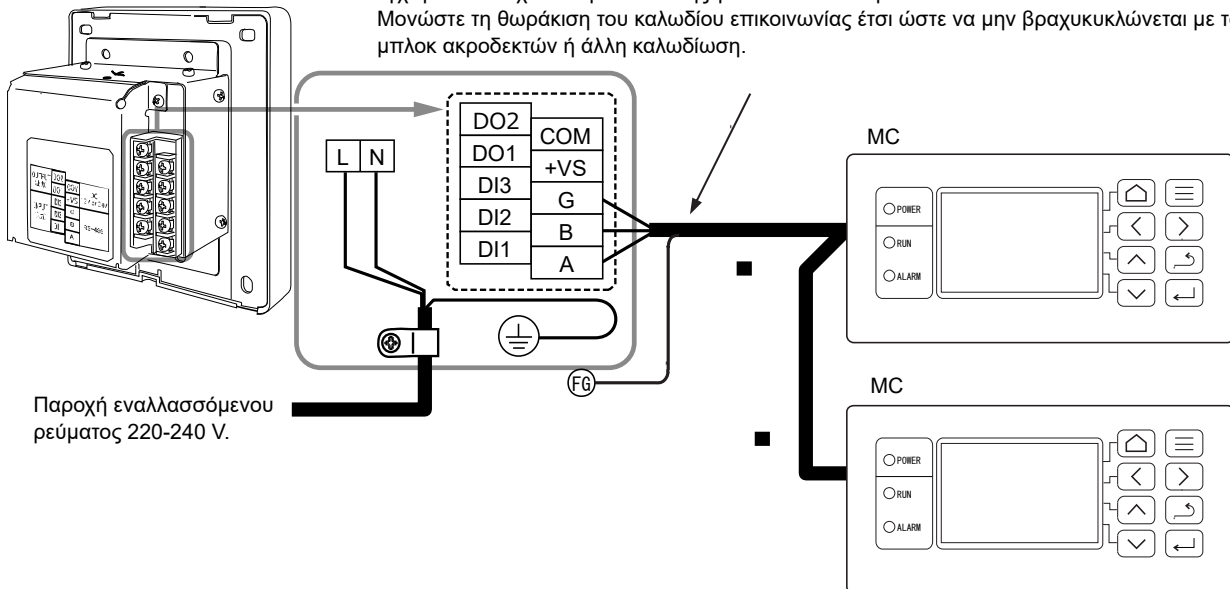 Μονώστε τη θωράκιση του καλωδίου επικοινωνίας έτσι ώστε να μην βραχυκυκλώνεται με
μπλοκ ακροδεκτών ή άλλη καλωδίωση.
L N
DO2
DO1
DI3
DI2
DI1
COM
+VS
G
B
A
FG
Παροχή εναλλασσόμενου
ρεύματος 220-240 V.
MC
POWER
RUN
ALARM
MC
POWER
RUN
ALARM